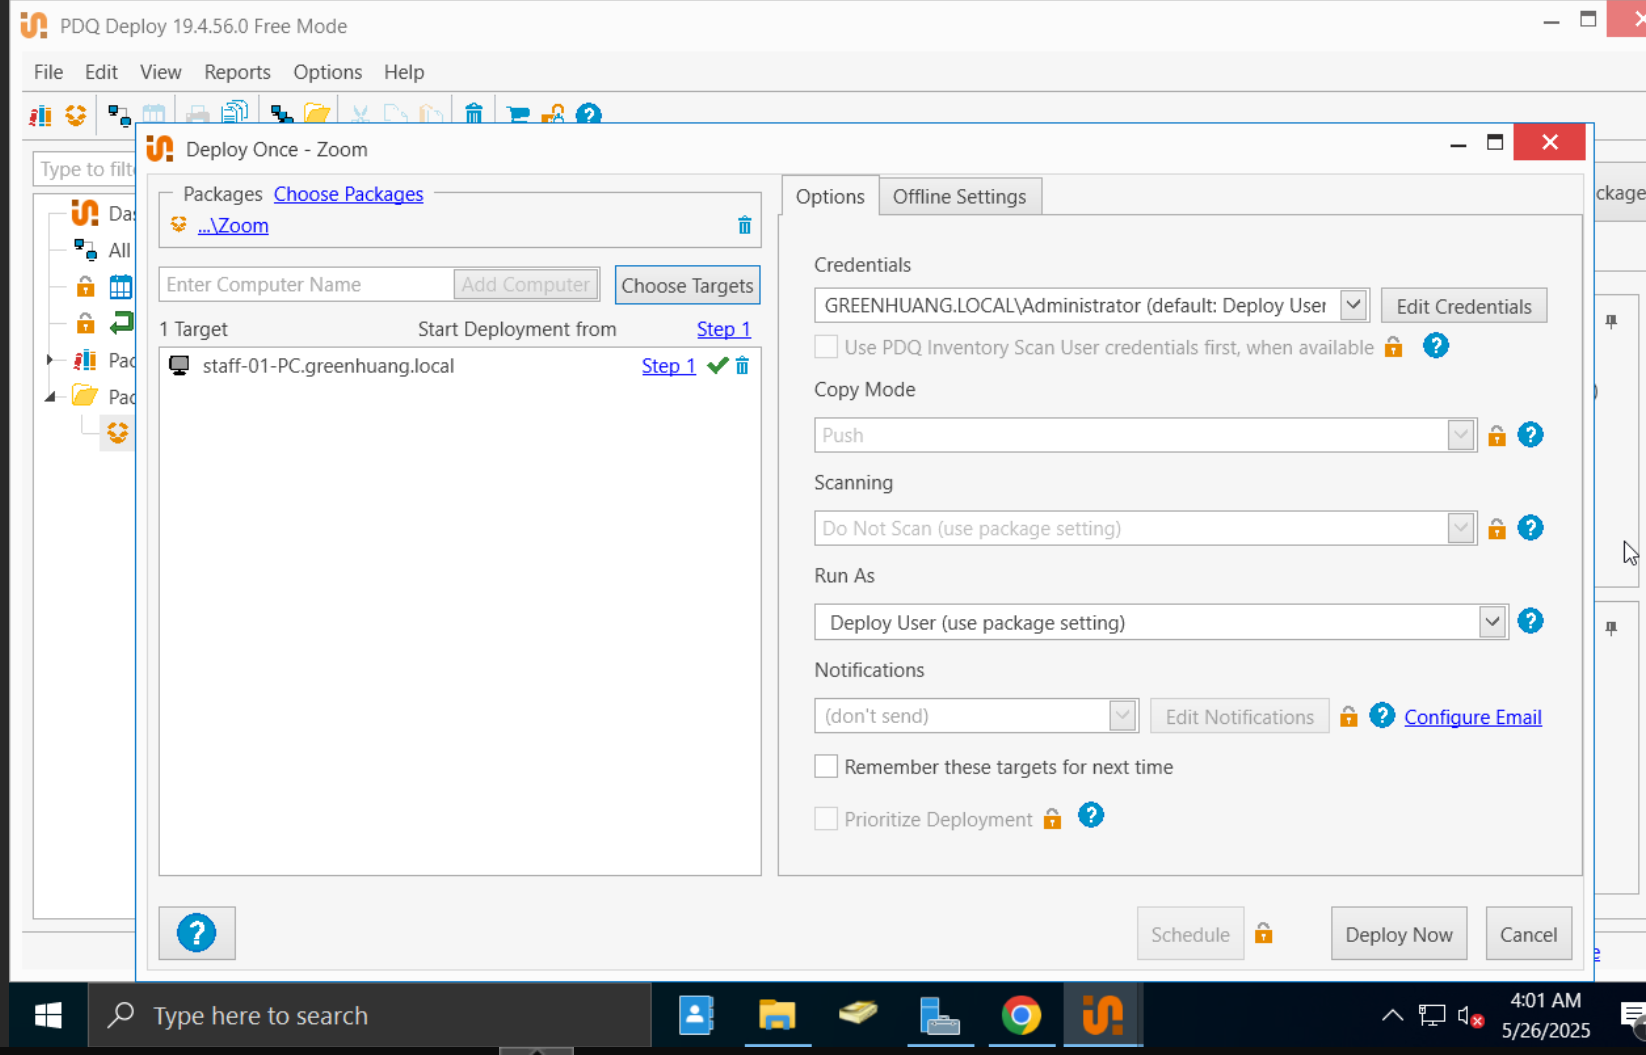 PDQ Deploy 19.4.56.0 Free Mode
File Edit View Reports Options Help
Deploy Once - Zoom
Type to filt
Da
All
Pac
Pac
ckage
Packages Choose Packages
...\Zoom
Enter Computer Name Add Computer Choose Targets
1 Target Start Deployment from Step 1
staff-01-PC.greenhuang.local Step 1
Options Offline Settings
Credentials
GREENHUANG.LOCAL\Administrator (default: Deploy User Edit Credentials
Use PDQ Inventory Scan User credentials first, when available
Copy Mode
Push
Scanning
Do Not Scan (use package setting)
Run As
Deploy User (use package setting)
Notifications
(don't send) Edit Notifications Configure Email
Remember these targets for next time
Prioritize Deployment
Schedule Deploy Now Cancel
Type here to search
4:01 AM
5/26/2025